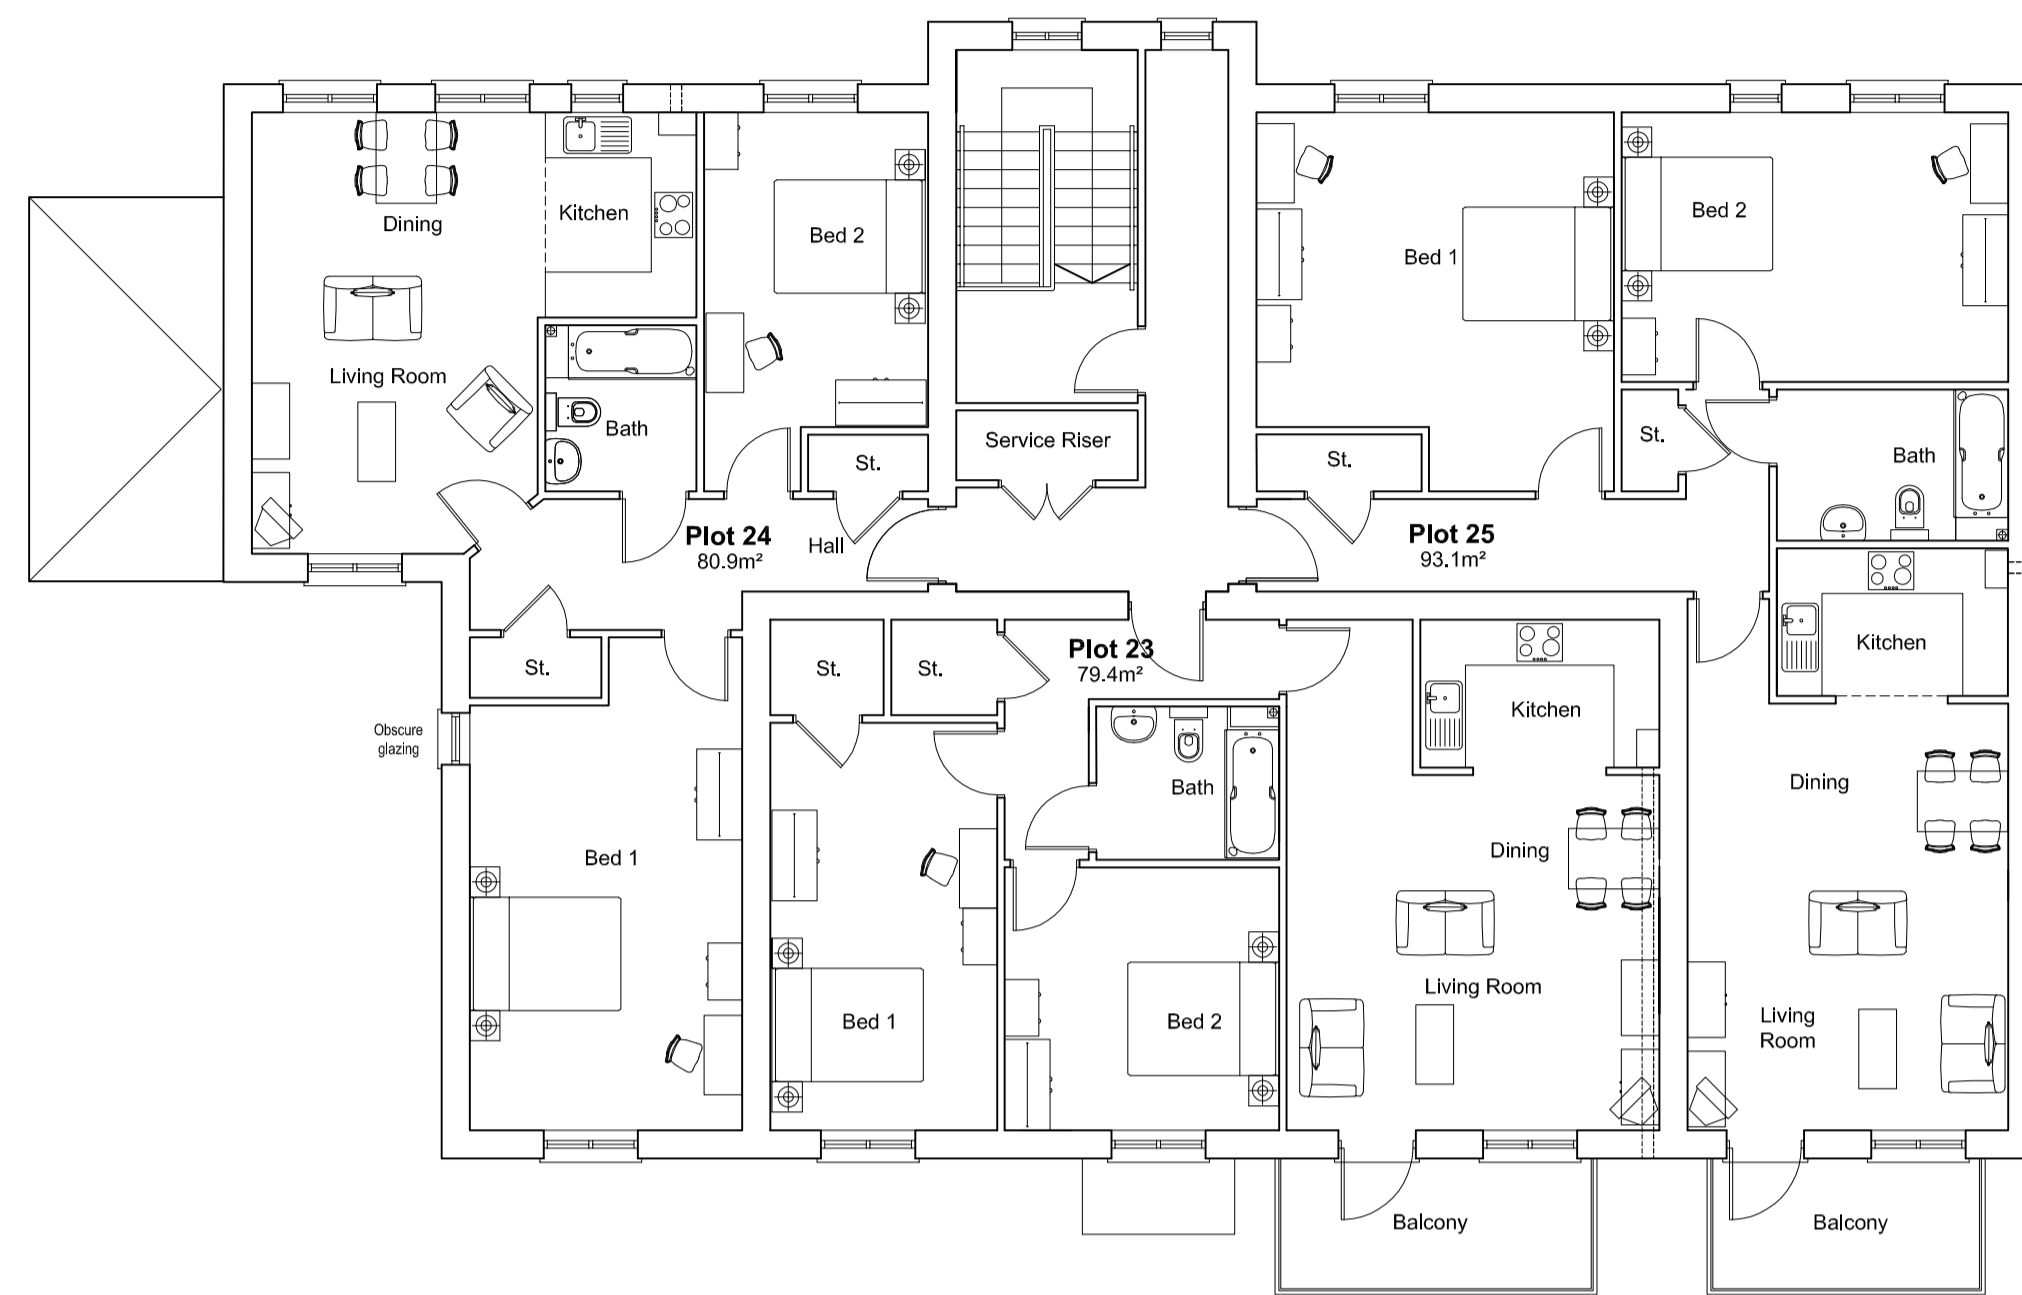 Dining
Kitchen
Bed 2
Living Room
Bath
St.
Service Riser
Plot 24
80.9m²
Hall
St.
Obscure
glazing
Bed 1
Bed 1
Bed 2
St.
St.
Bath
Plot 25
93.1m²
Kitchen
Dining
Living
Room
Balcony
St.
St.
Plot 23
79.4m²
Bath
Kitchen
Dining
Living Room
Bed 1
Bed 2
Balcony